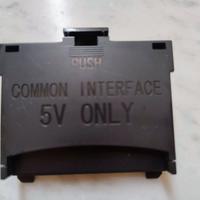 PUSH
COMMON INTERFACE
5V ONLY